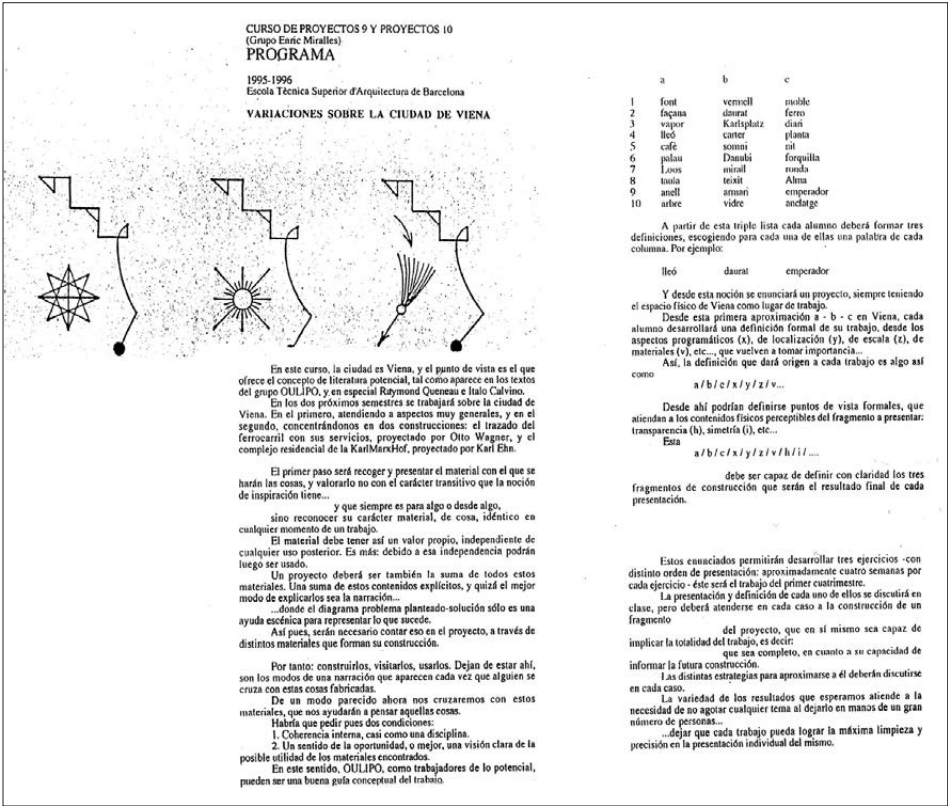 CURSO DE PROYECTOS 9 Y PROYECTOS 10
(Grupo Enric Miralles)
PROGRAMA
1995-1996
Escola Tècnica Superior d'Arquitectura de Barcelona
VARIACIONES SOBRE LA CIUDAD DE VIENA
En este curso, la ciudad es Viena, y el punto de vista es el que
ofrece el concepto de literatura potencial, tal como aparece en los textos
del grupo OULIPO, y en especial Raymond Queneau e Italo Calvino.
En los dos próximos semestres se trabajará sobre la ciudad de
Viena. En el primero, atendiendo a aspectos muy generales, y en el
segundo, concentrándonos en dos construcciones: el trazado del
ferrocarril con sus servicios, proyectado por Otto Wagner, y el
complejo residencial de la KarlMarxHof, proyectado por Karl Ehn.
El primer paso será recoger y presentar el material con el que se
harán las cosas, y valorarlo no con el carácter transitivo que la noción
de inspiración tiene...
y que siempre es para algo o desde algo,
sino reconocer su carácter material, de cosa, idéntico en
cualquier momento de un trabajo.
El material debe tener así un valor propio, independiente de
cualquier uso posterior. Es más: debido a esa independencia podrán
luego ser usado.
Un proyecto deberá ser también la suma de todos estos
materiales. Una suma de estos contenidos explícitos, y quizá el mejor
modo de explicarlos sea la narración...
...donde el diagrama problema planteado-solución sólo es una
ayuda escénica para representar lo que sucede.
Así pues, serán necesario contar eso en el proyecto, a través de
distintos materiales que forman su construcción.
Por tanto: construirlos, visitarlos, usarlos. Dejan de estar ahí,
son los modos de una narración que aparecen cada vez que alguien se
cruza con estas cosas fabricadas.
De un modo parecido ahora nos cruzaremos con estos
materiales, que nos ayudarán a pensar aquellas cosas.
Habría que pedir pues dos condiciones:
1. Coherencia interna, casi como una disciplina.
2. Un sentido de la oportunidad, o mejor, una visión clara de la
posible utilidad de los materiales encontrados.
En este sentido, OULIPO, como trabajadores de lo potencial,
pueden ser una buena guía conceptual del trabajo.
a b c
1 font vermell moble
2 façana daurat ferro
3 vapor Karlsplatz diari
4 lleó carrer planta
5 cafè somni nit
6 palau Danubi forquilla
7 Loos mirall ronda
8 taula teixit Alma
9 anell armari emperador
10 arbre vidre anclatge
A partir de esta triple lista cada alumno deberá formar tres
definiciones, escogiendo para cada una de ellas una palabra de cada
columna. Por ejemplo:
lleó daurat emperador
Y desde esta noción se enunciará un proyecto, siempre teniendo
el espacio físico de Viena como lugar de trabajo.
Desde esta primera aproximación a - b - c en Viena, cada
alumno desarrollará una definición formal de su trabajo, desde los
aspectos programáticos (x), de localización (y), de escala (z), de
materiales (v), etc..., que vuelven a tomar importancia...
Así, la definición que dará origen a cada trabajo es algo así
como
a / b / c / x / y / z / v...
Desde ahí podrían definirse puntos de vista formales, que
atiendan a los contenidos físicos perceptibles del fragmento a presentar:
transparencia (h), simetría (i), etc...
Esta
a / b / c / x / y / z / v / h / i / ....
debe ser capaz de definir con claridad los tres
fragmentos de construcción que serán el resultado final de cada
presentación.
Estos enunciados permitirán desarrollar tres ejercicios -con
distinto orden de presentación: aproximadamente cuatro semanas por
cada ejercicio - éste será el trabajo del primer cuatrimestre.
La presentación y definición de cada uno de ellos se discutirá en
clase, pero deberá atenderse en cada caso a la construcción de un
fragmento
del proyecto, que en sí mismo sea capaz de
implicar la totalidad del trabajo, es decir:
que sea completo, en cuanto a su capacidad de
informar la futura construcción.
Las distintas estrategias para aproximarse a él deberán discutirse
en cada caso.
La variedad de los resultados que esperamos atiende a la
necesidad de no agotar cualquier tema al dejarlo en manos de un gran
número de personas...
...dejar que cada trabajo pueda lograr la máxima limpieza y
precisión en la presentación individual del mismo.